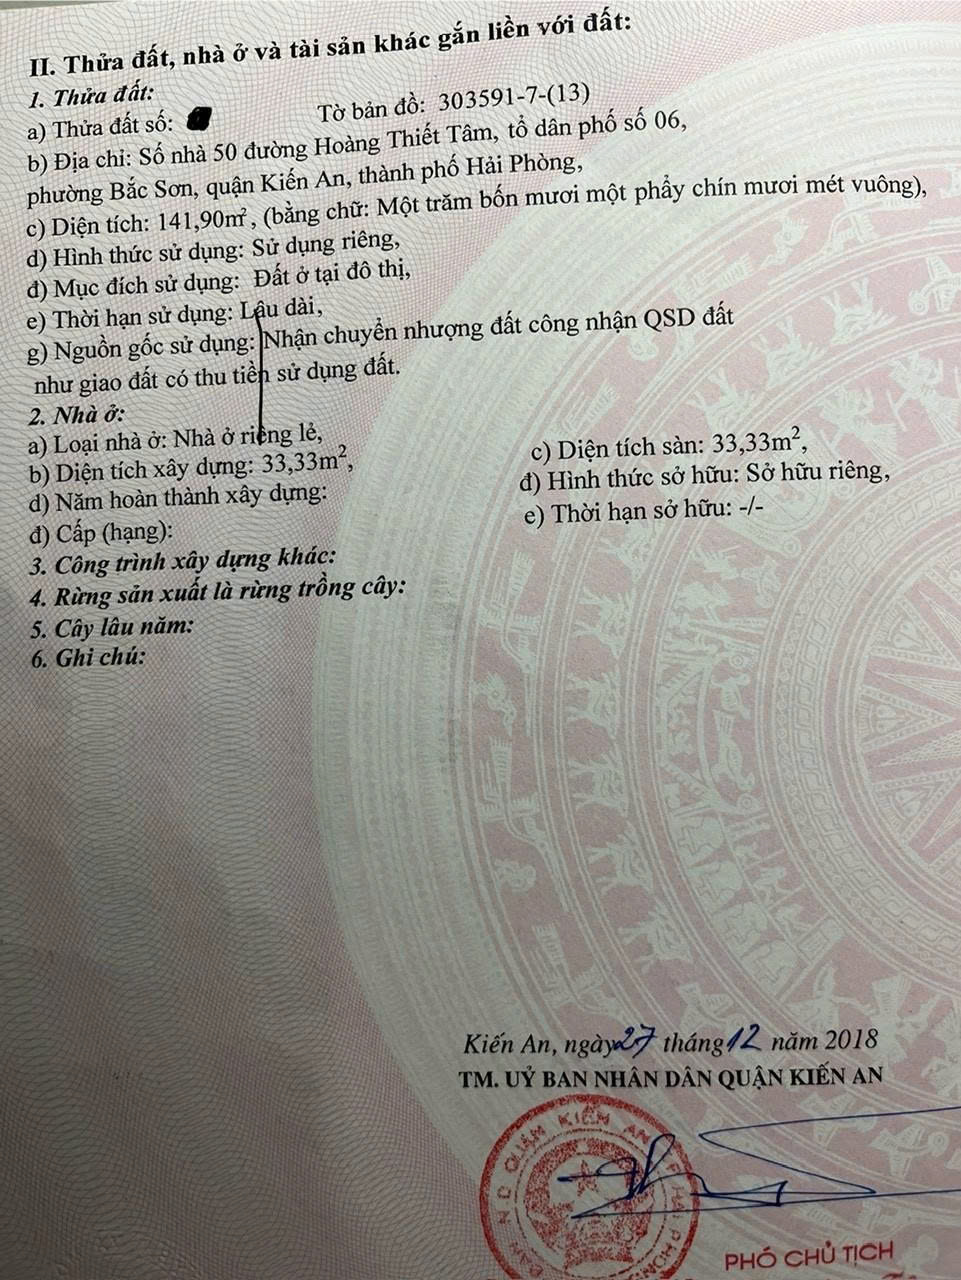 II. Thửa đất, nhà ở và tài sản khác gắn liền với đất:
1. Thửa đất:
a) Thửa đất số: Tờ bản đồ: 303591-7-(13)
b) Địa chỉ: Số nhà 50 đường Hoàng Thiết Tâm, tổ dân phố số 06,
phường Bắc Sơn, quận Kiến An, thành phố Hải Phòng,
c) Diện tích: 141,90m², (bằng chữ: Một trăm bốn mươi một phẩy chín mươi mét vuông),
d) Hình thức sử dụng: Sử dụng riêng,
đ) Mục đích sử dụng: Đất ở tại đô thị,
e) Thời hạn sử dụng: Lâu dài,
g) Nguồn gốc sử dụng: Nhận chuyển nhượng đất công nhận QSD đất
như giao đất có thu tiền sử dụng đất.
2. Nhà ở:
a) Loại nhà ở: Nhà ở riêng lẻ,
b) Diện tích xây dựng: 33,33m², c) Diện tích sàn: 33,33m²,
d) Năm hoàn thành xây dựng: đ) Hình thức sở hữu: Sở hữu riêng,
đ) Cấp (hạng): e) Thời hạn sở hữu: -/-
3. Công trình xây dựng khác:
4. Rừng sản xuất là rừng trồng cây:
5. Cây lâu năm:
6. Ghi chú:
Kiến An, ngày 27 tháng 12 năm 2018
TM. UỶ BAN NHÂN DÂN QUẬN KIẾN AN
N D QUẬN KIẾN AN
PHÓ CHỦ TỊCH